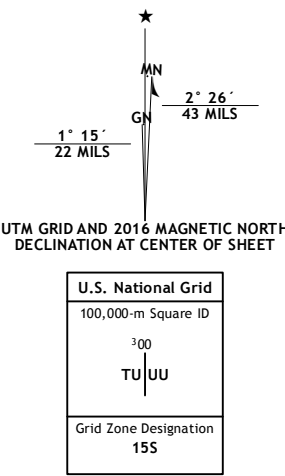 ★
MN
GN
2° 26´
43 MILS
1° 15´
22 MILS
UTM GRID AND 2016 MAGNETIC NORTH
DECLINATION AT CENTER OF SHEET
U.S. National Grid
100,000-m Square ID
³00
TU UU
Grid Zone Designation
15S